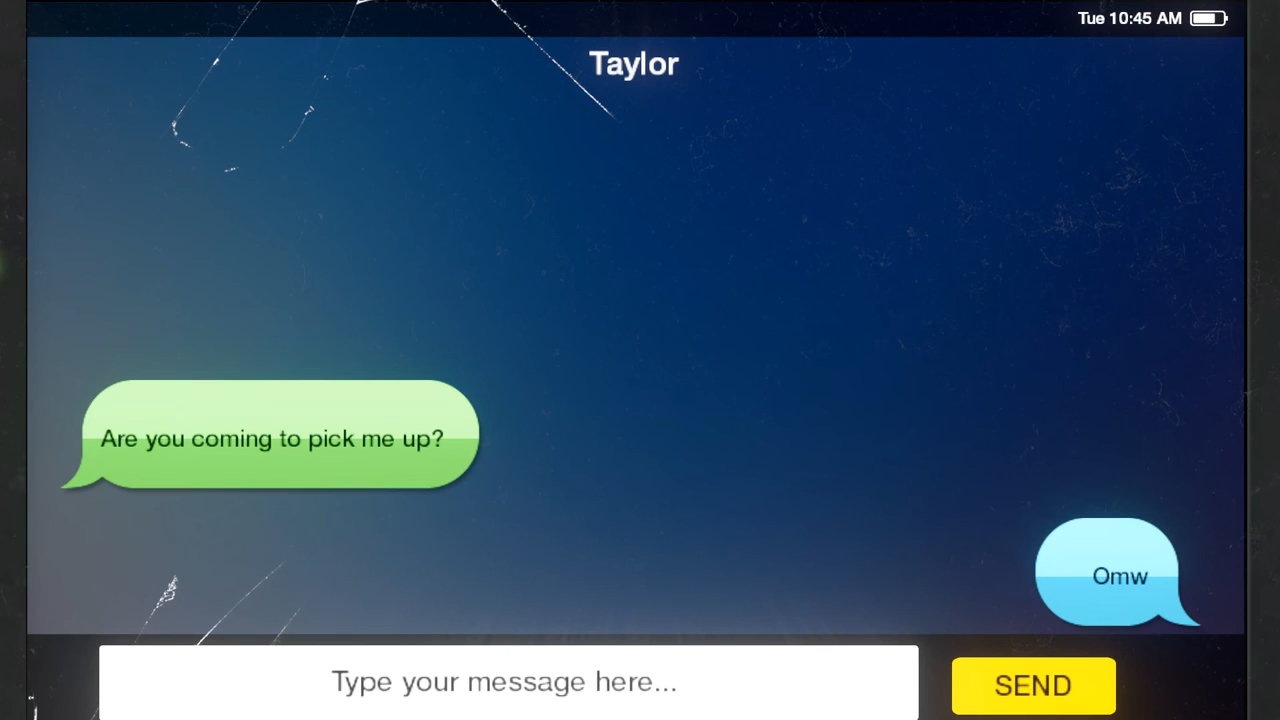 Tue 10:45 AM
Taylor
Are you coming to pick me up?
Omw
Type your message here...
SEND